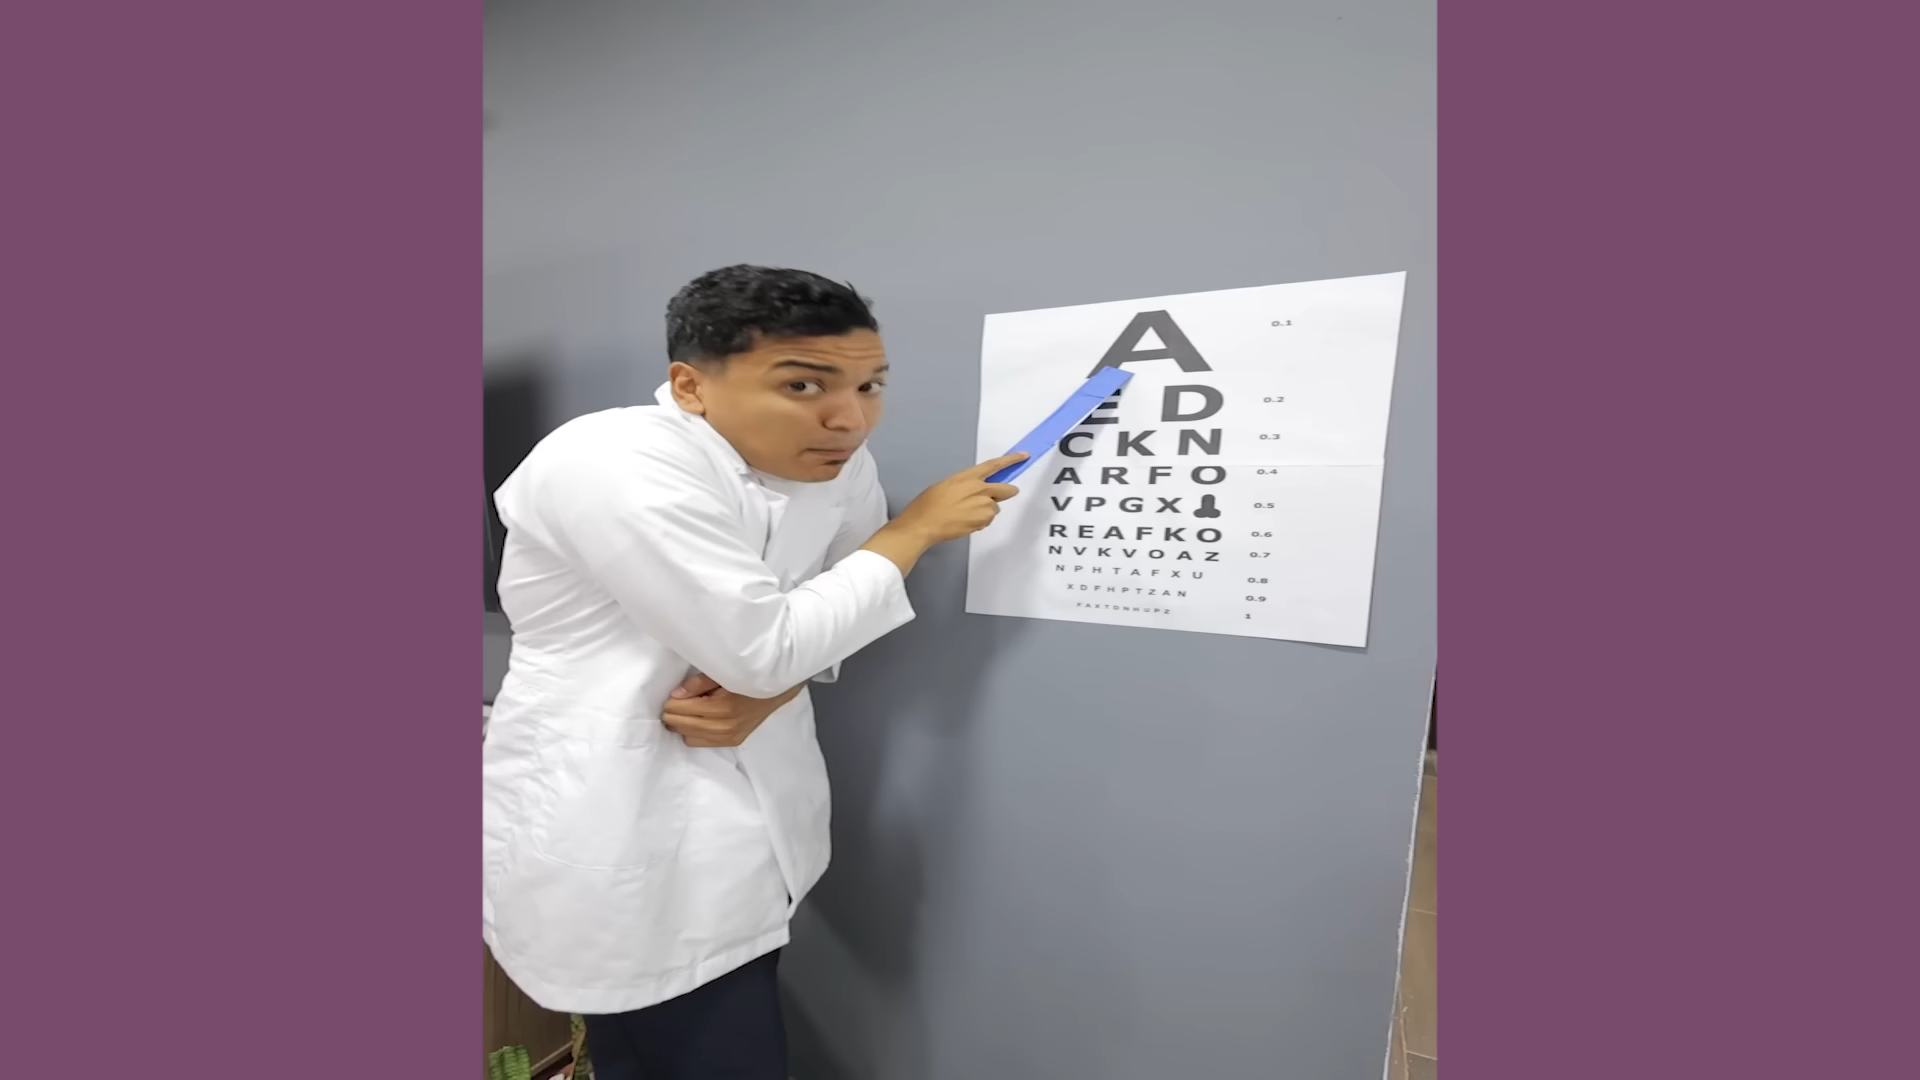 A 0.1
E D 0.2
C K N 0.3
A R F O 0.4
V P G X 0.5
R E A F K O 0.6
N V K V O A Z 0.7
N P H T A F X U 0.8
X D F H P T Z A N 0.9
F A X T D N H U P Z 1